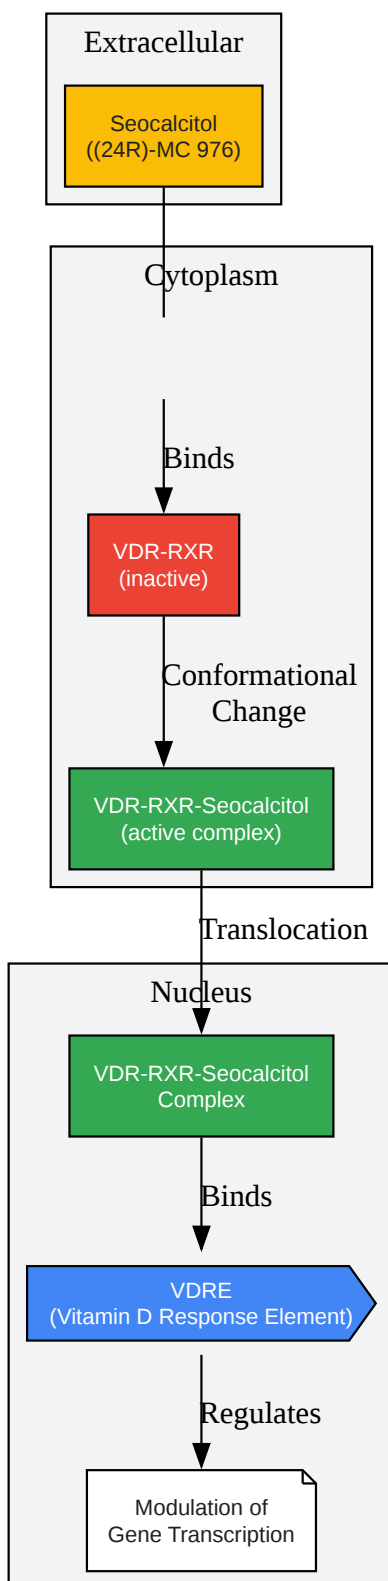 Extracellular
Seocalcitol
((24R)-MC 976)
Cytoplasm
Binds
VDR-RXR
(inactive)
Conformational
Change
VDR-RXR-Seocalcitol
(active complex)
Translocation
Nucleus
VDR-RXR-Seocalcitol
Complex
Binds
VDRE
(Vitamin D Response Element)
Regulates
Modulation of
Gene Transcription